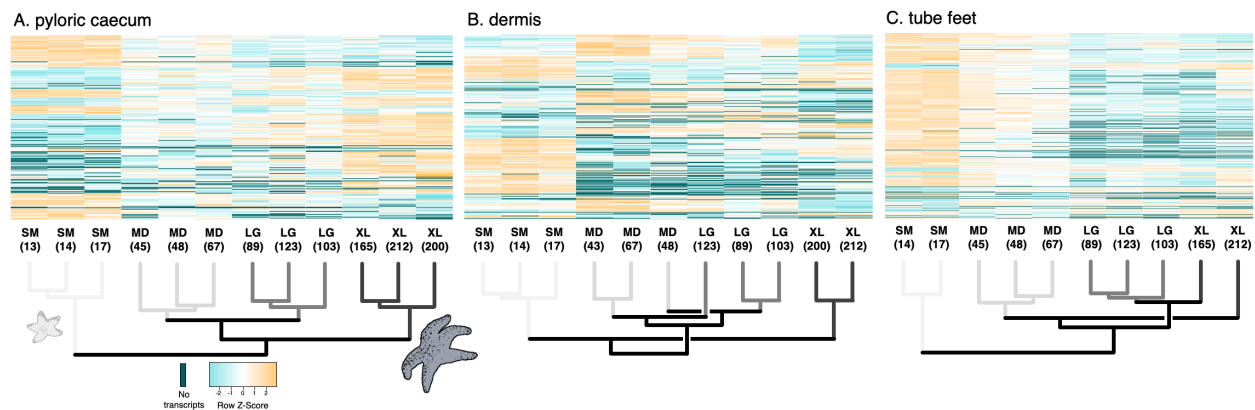 A. pyloric caecum
B. dermis
C. tube feet
SM SM SM MD MD MD LG LG LG XL XL XL
(13) (14) (17) (45) (48) (67) (89) (123) (103) (165) (212) (200)
SM SM SM MD MD MD LG LG LG XL XL
(13) (14) (17) (43) (67) (48) (123) (89) (103) (200) (212)
SM SM MD MD MD LG LG LG XL XL
(14) (17) (45) (48) (67) (89) (123) (103) (165) (212)
No
transcripts
-2 -1 0 1 2
Row Z-Score